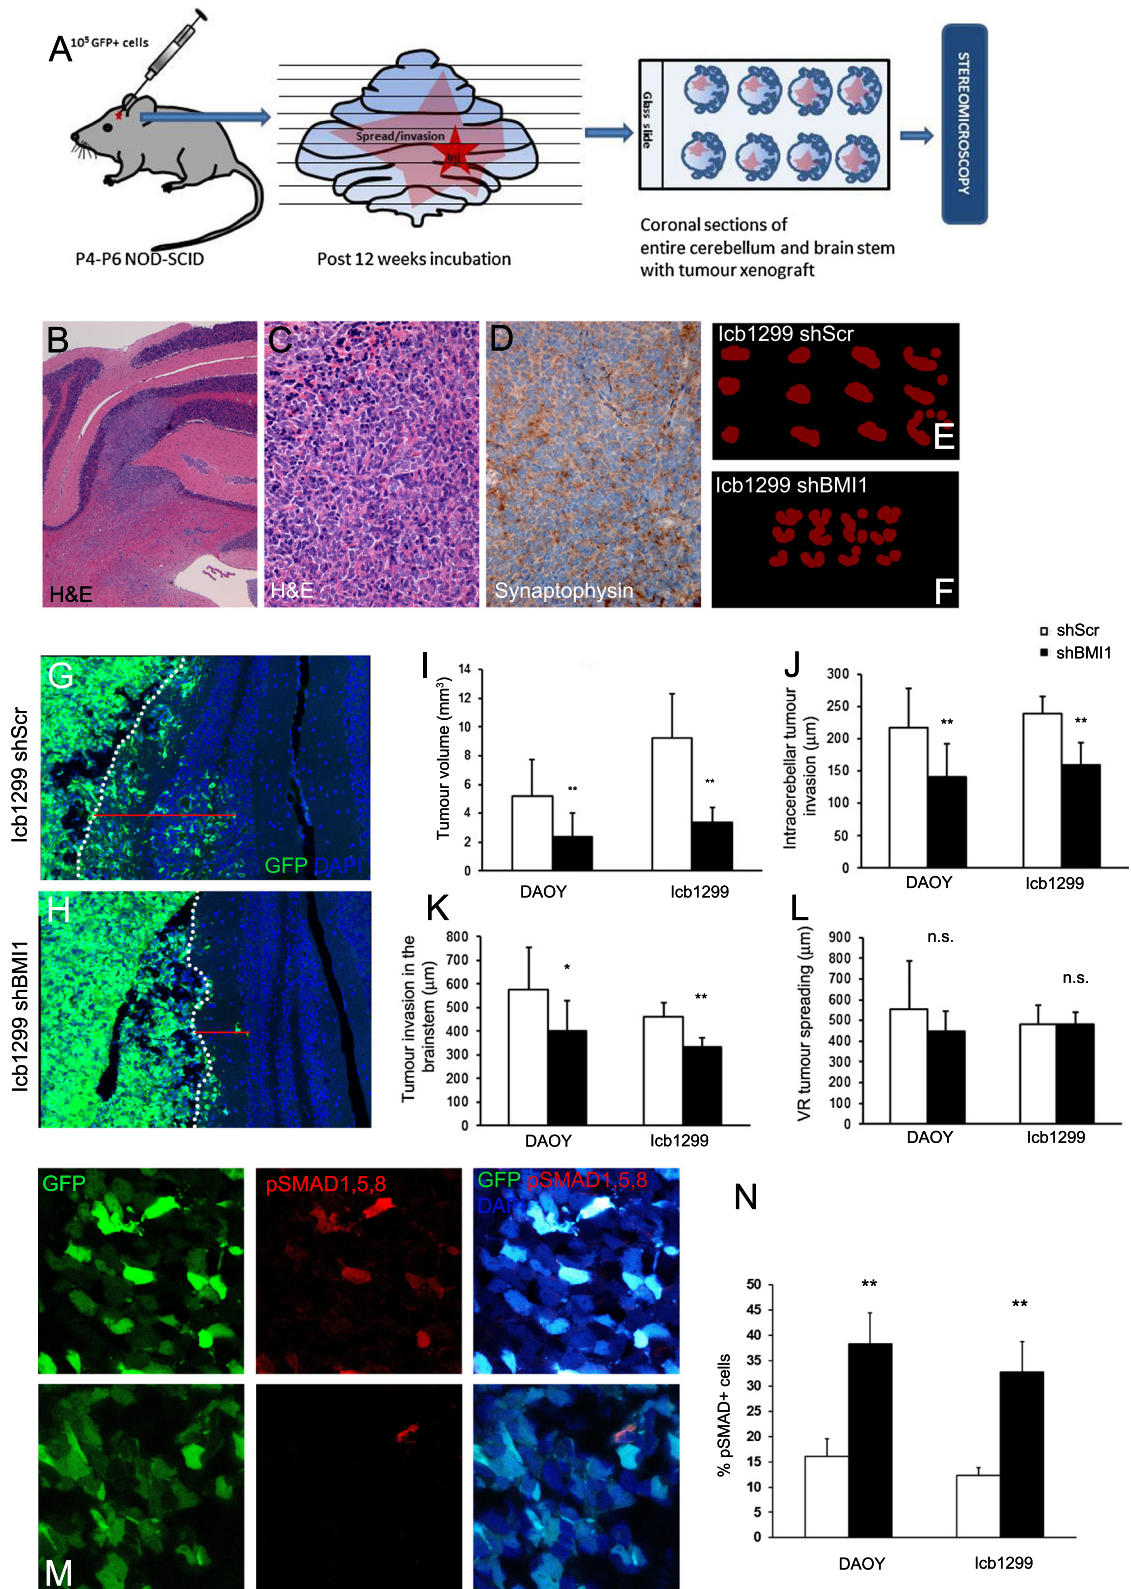 A
10⁵ GFP+ cells
Spread/invasion
Inj
Glass slide
STEREOMICROSCOPY
P4-P6 NOD-SCID
Post 12 weeks incubation
Coronal sections of
entire cerebellum and brain stem
with tumour xenograft
B
H&E
C
H&E
D
Synaptophysin
Icb1299 shScr
E
Icb1299 shBMI1
F
shScr
shBMI1
Icb1299 shScr
G
GFP DAPI
Icb1299 shBMI1
H
I
Tumour volume (mm³)
14
12
10
8
6
4
2
0
**
**
DAOY
Icb1299
J
Intracerebellar tumour
invasion (µm)
300
250
200
150
100
50
0
**
**
DAOY
Icb1299
K
Tumour invasion in the
brainstem (µm)
800
700
600
500
400
300
200
100
0
*
**
DAOY
Icb1299
L
VR tumour spreading (µm)
900
800
700
600
500
400
300
200
100
0
n.s.
n.s.
DAOY
Icb1299
GFP
pSMAD1,5,8
GFP pSMAD1,5,8
DAPI
M
N
% pSMAD+ cells
50
45
40
35
30
25
20
15
10
5
0
**
**
DAOY
Icb1299